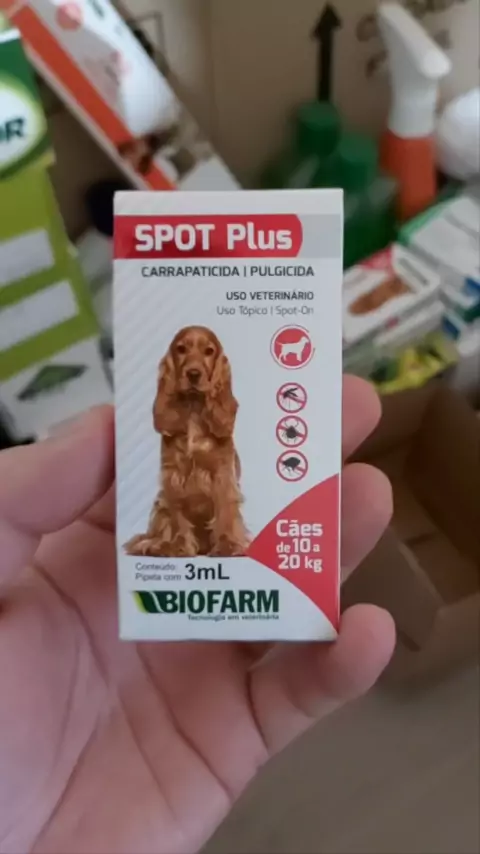 SPOT Plus
CARRAPATICIDA | PULGICIDA
USO VETERINÁRIO
Uso Tópico | Spot-On
Cães
de 10 a
20 kg
Conteúdo:
Pipeta com 3mL
BIOFARM
Tecnologia em veterinária
OR